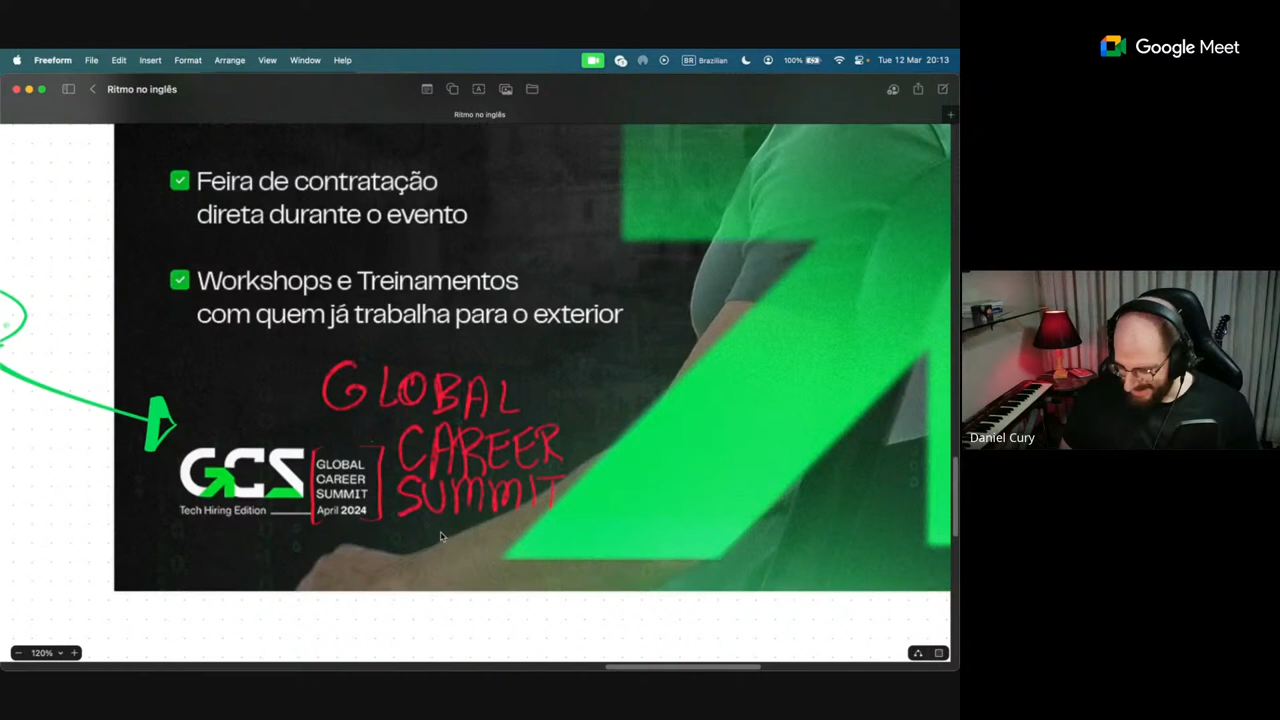 Google Meet
Freeform File Edit Insert Format Arrange View Window Help
BR Brazilian 100% Tue 12 Mar 20:13
Ritmo no inglês
Ritmo no inglês
Feira de contratação
direta durante o evento
Workshops e Treinamentos
com quem já trabalha para o exterior
GLOBAL
CAREER
SUMMIT
GCS
GLOBAL
CAREER
SUMMIT
Tech Hiring Edition
April 2024
Daniel Cury
120%